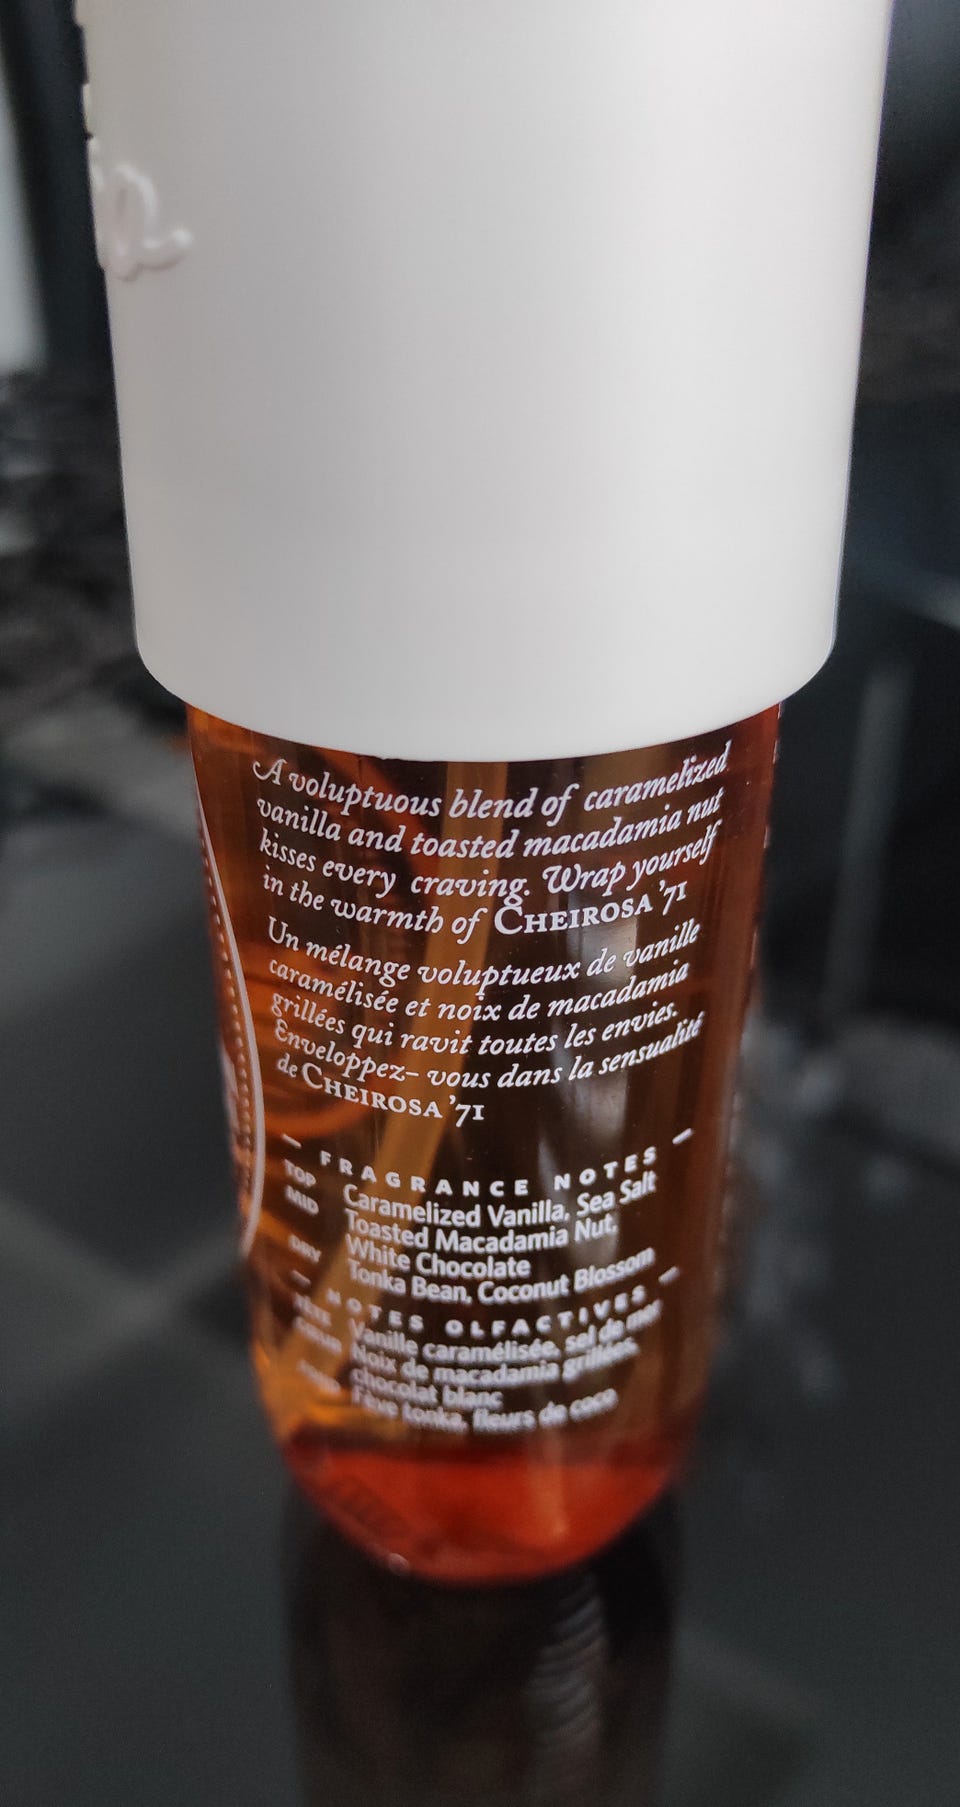 A voluptuous blend of caramelized
vanilla and toasted macadamia nut
kisses every craving. Wrap yourself
in the warmth of CHEIROSA '71
Un mélange voluptueux de vanille
caramélisée et noix de macadamia
grillées qui ravit toutes les envies.
Enveloppez- vous dans la sensualité
de CHEIROSA '71
— FRAGRANCE NOTES —
TOP Caramelized Vanilla, Sea Salt
MID Toasted Macadamia Nut,
White Chocolate
DRY Tonka Bean, Coconut Blossom
— NOTES OLFACTIVES —
TÊTE Vanille caramélisée, sel de mer
CŒUR Noix de macadamia grillées,
chocolat blanc
Fève tonka, fleurs de coco